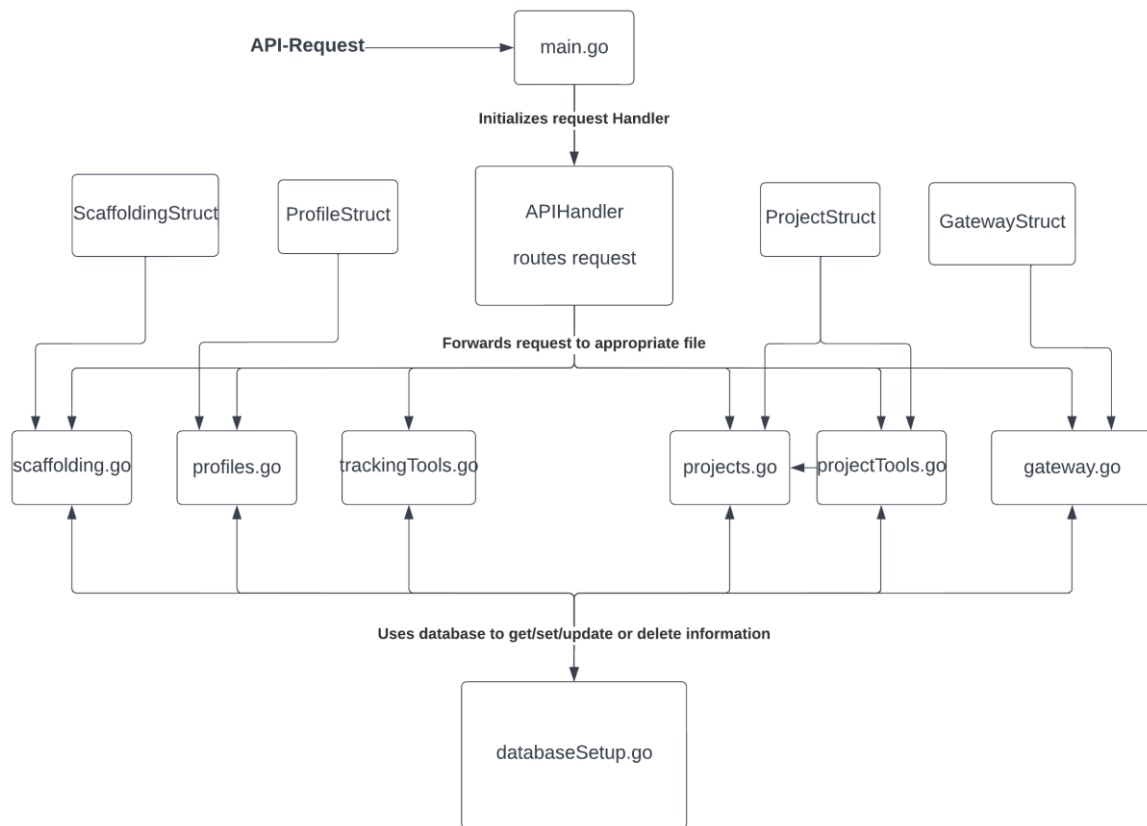 API-Request
main.go
Initializes request Handler
ScaffoldingStruct
ProfileStruct
APIHandler
routes request
ProjectStruct
GatewayStruct
Forwards request to appropriate file
scaffolding.go
profiles.go
trackingTools.go
projects.go
projectTools.go
gateway.go
Uses database to get/set/update or delete information
databaseSetup.go